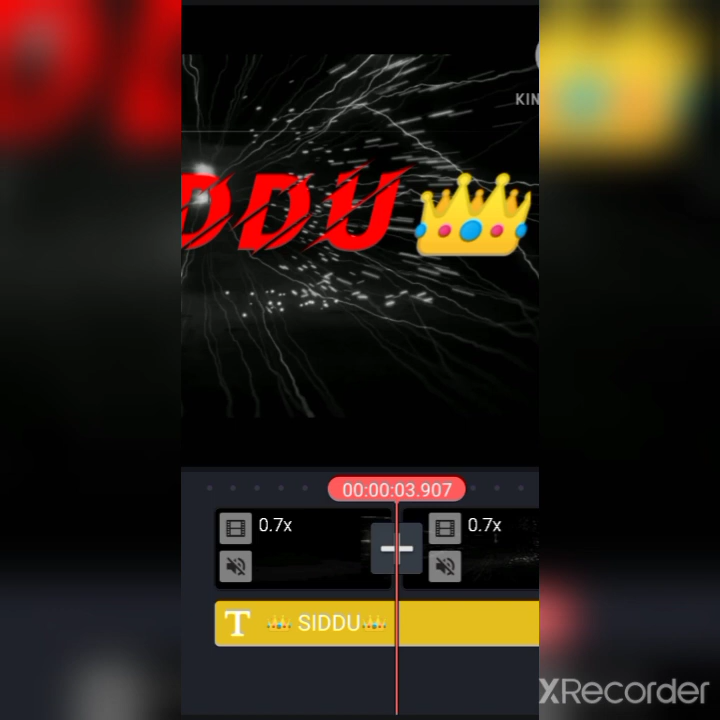 KIN
DDU👑
00:00:03.907
0.7x
0.7x
T 👑 SIDDU👑
XRecorder